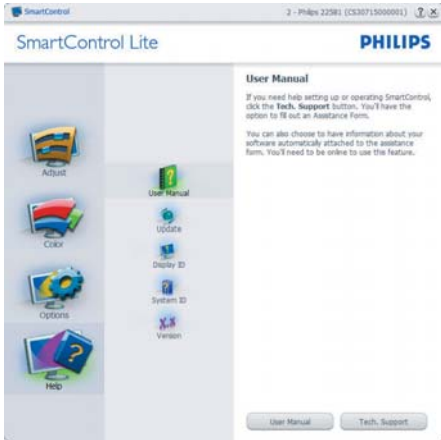 SmartControl
2 - Philips 225B1 (CS30715000001)
? X
SmartControl Lite
PHILIPS
Adjust
Color
Options
Help
User Manual
Update
Display ID
System ID
X.x
Version
User Manual
If you need help setting up or operating SmartControl,
click the Tech. Support button. You'll have the
option to fill out an Assistance Form.
You can also choose to have information about your
software automatically attached to the assistance
form. You'll need to be online to use this feature.
User Manual
Tech. Support